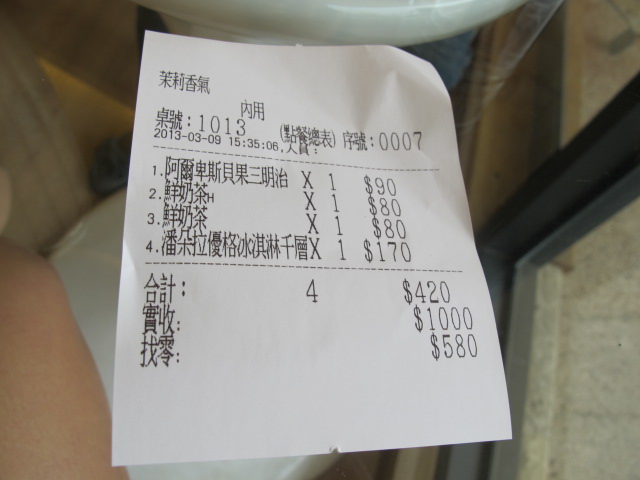 茉莉香氣
內用
桌號:1013 (點餐總表) 序號:0007
2013-03-09 15:35:06
1.阿爾卑斯貝果三明治 X 1 $90
2.鮮奶茶H X 1 $80
3.鮮奶茶 X 1 $80
4.潘朵拉優格冰淇淋千層X 1 $170
合計: 4 $420
實收: $1000
找零: $580